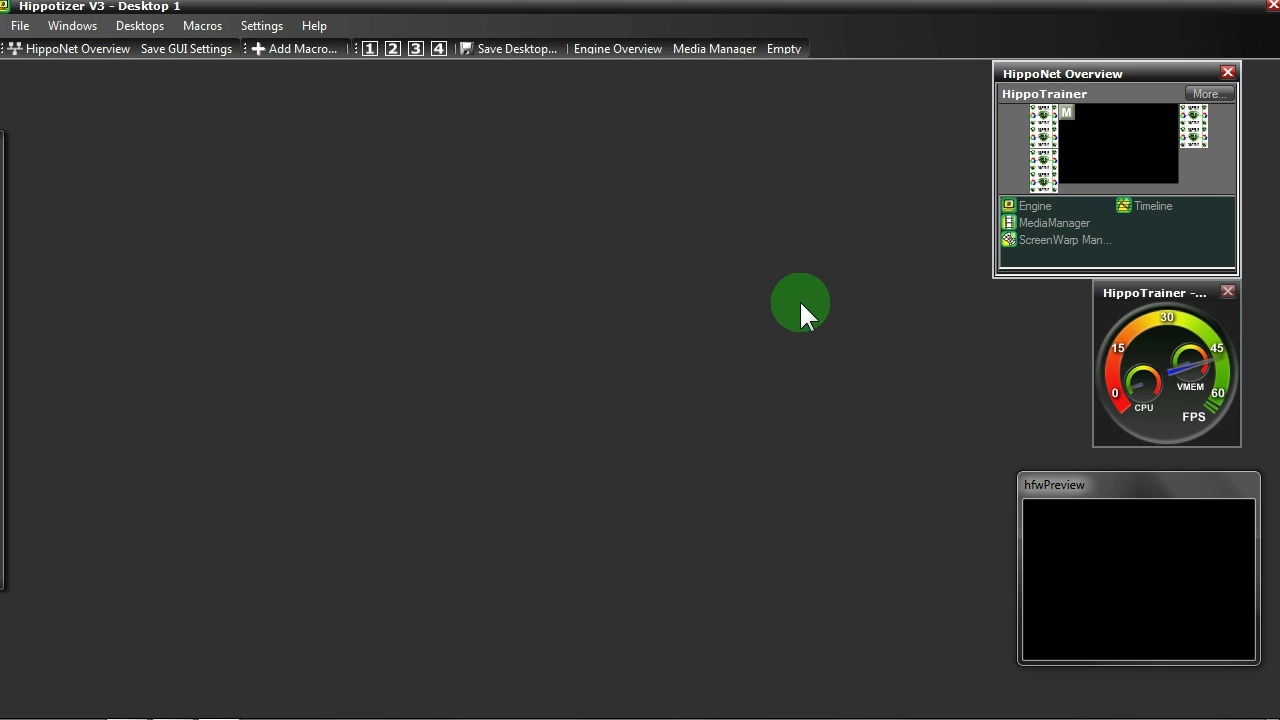 Hippotizer V3 - Desktop 1
File Windows Desktops Macros Settings Help
HippoNet Overview Save GUI Settings Add Macro... 1 2 3 4 Save Desktop... Engine Overview Media Manager Empty
HippoNet Overview
HippoTrainer More...
M
Engine Timeline
MediaManager
ScreenWarp Man...
HippoTrainer -...
30
15 45
VMEM
0 60
CPU
FPS
hfwPreview